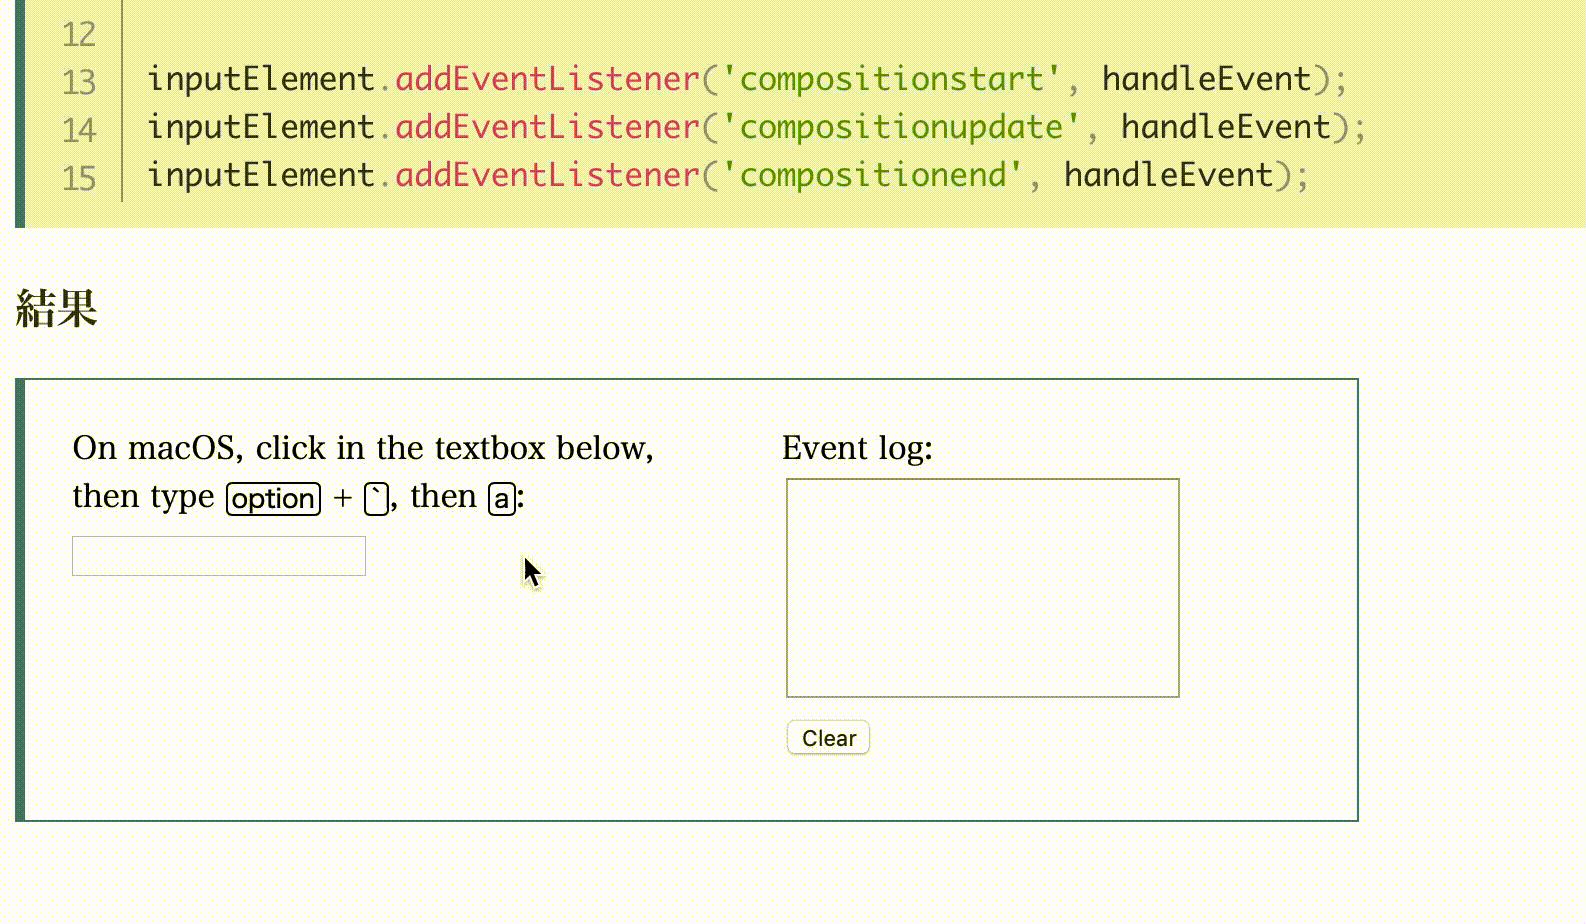 12
13 inputElement.addEventListener('compositionstart', handleEvent);
14 inputElement.addEventListener('compositionupdate', handleEvent);
15 inputElement.addEventListener('compositionend', handleEvent);
結果
On macOS, click in the textbox below,
then type option + `, then a:
Event log:
Clear